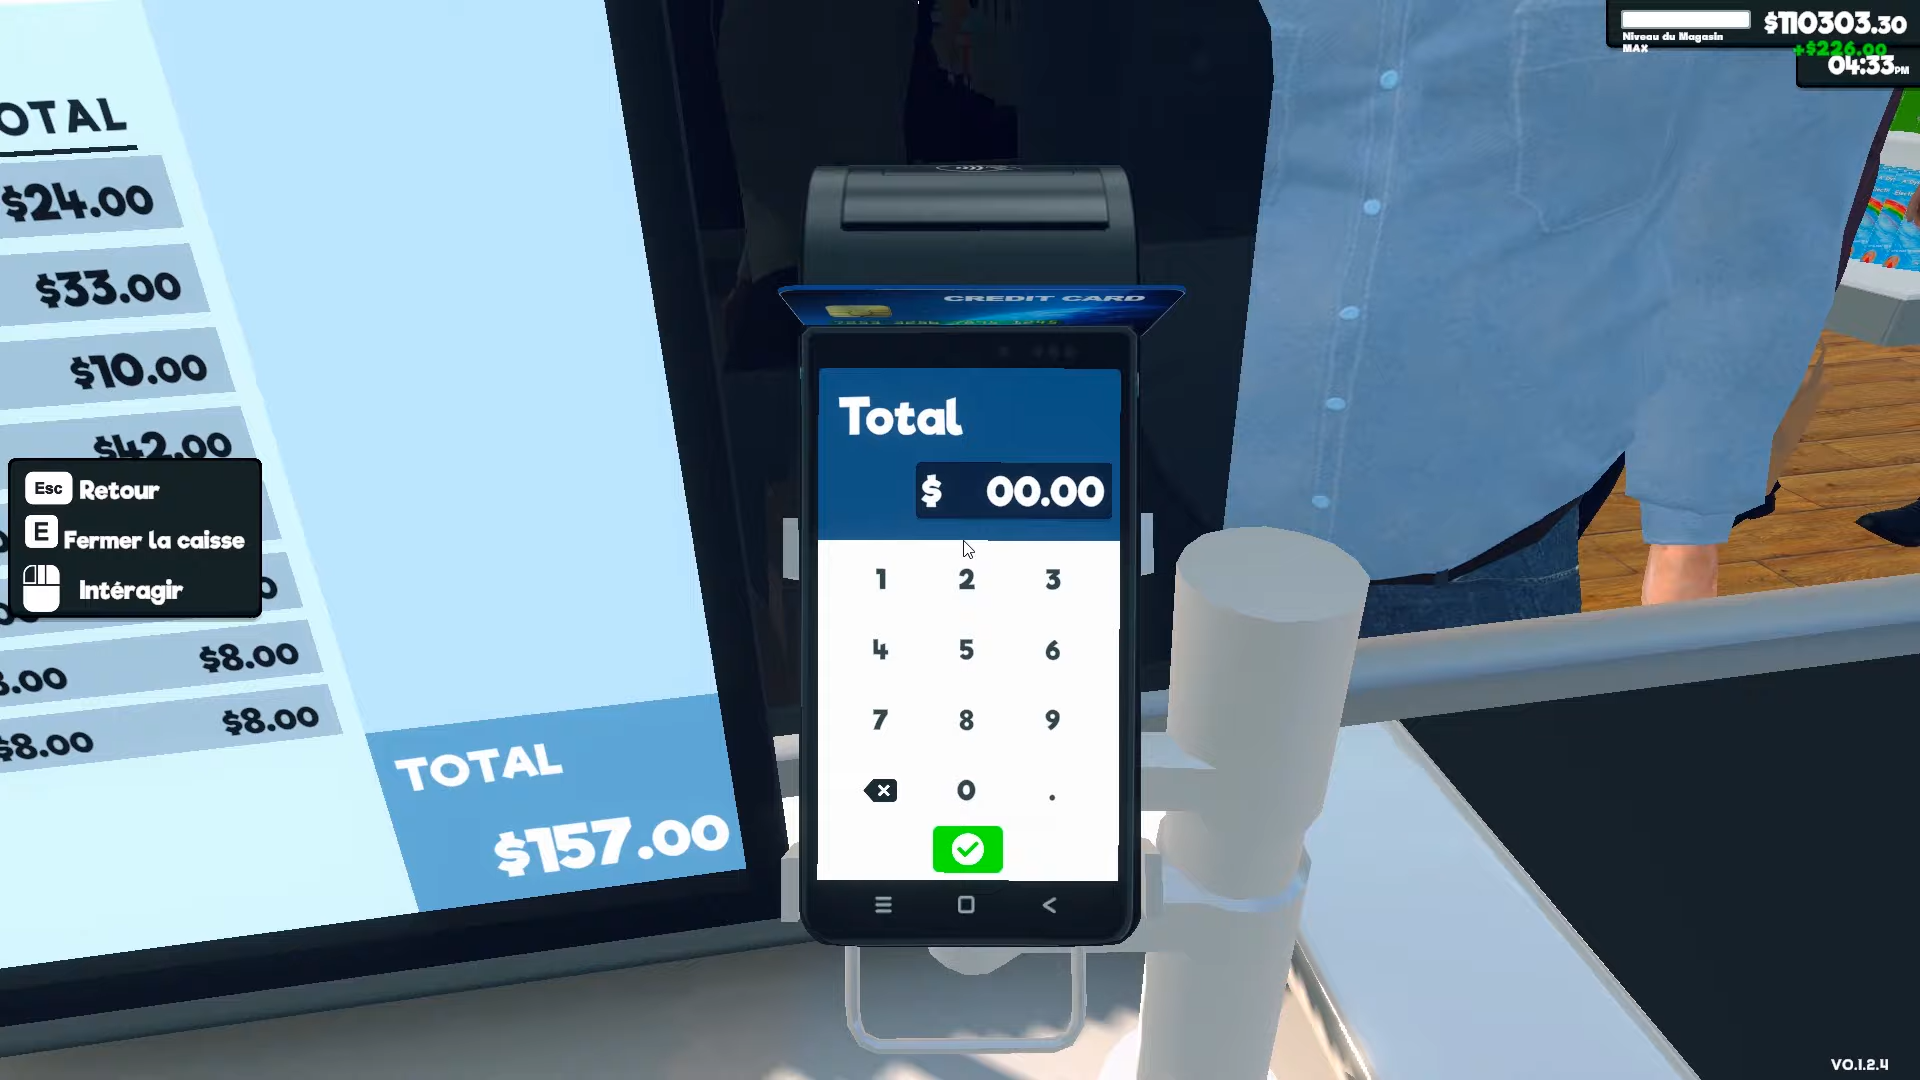 $110303.30
Niveau du Magasin
MAX
+$226.00
04:33PM
OTAL
$24.00
$33.00
$10.00
$42.00
Esc Retour
E Fermer la caisse
Intéragir
$8.00
$8.00
$8.00
TOTAL
$157.00
CREDIT CARD
Total
$ 00.00
1 2 3
4 5 6
7 8 9
0 .
V0.1.2.4